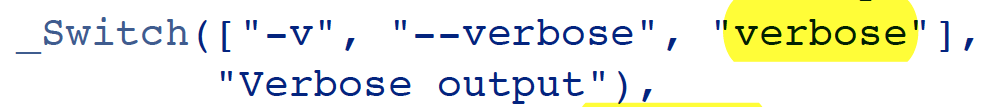 _Switch(["-v", "--verbose", "verbose"],
"Verbose output"),